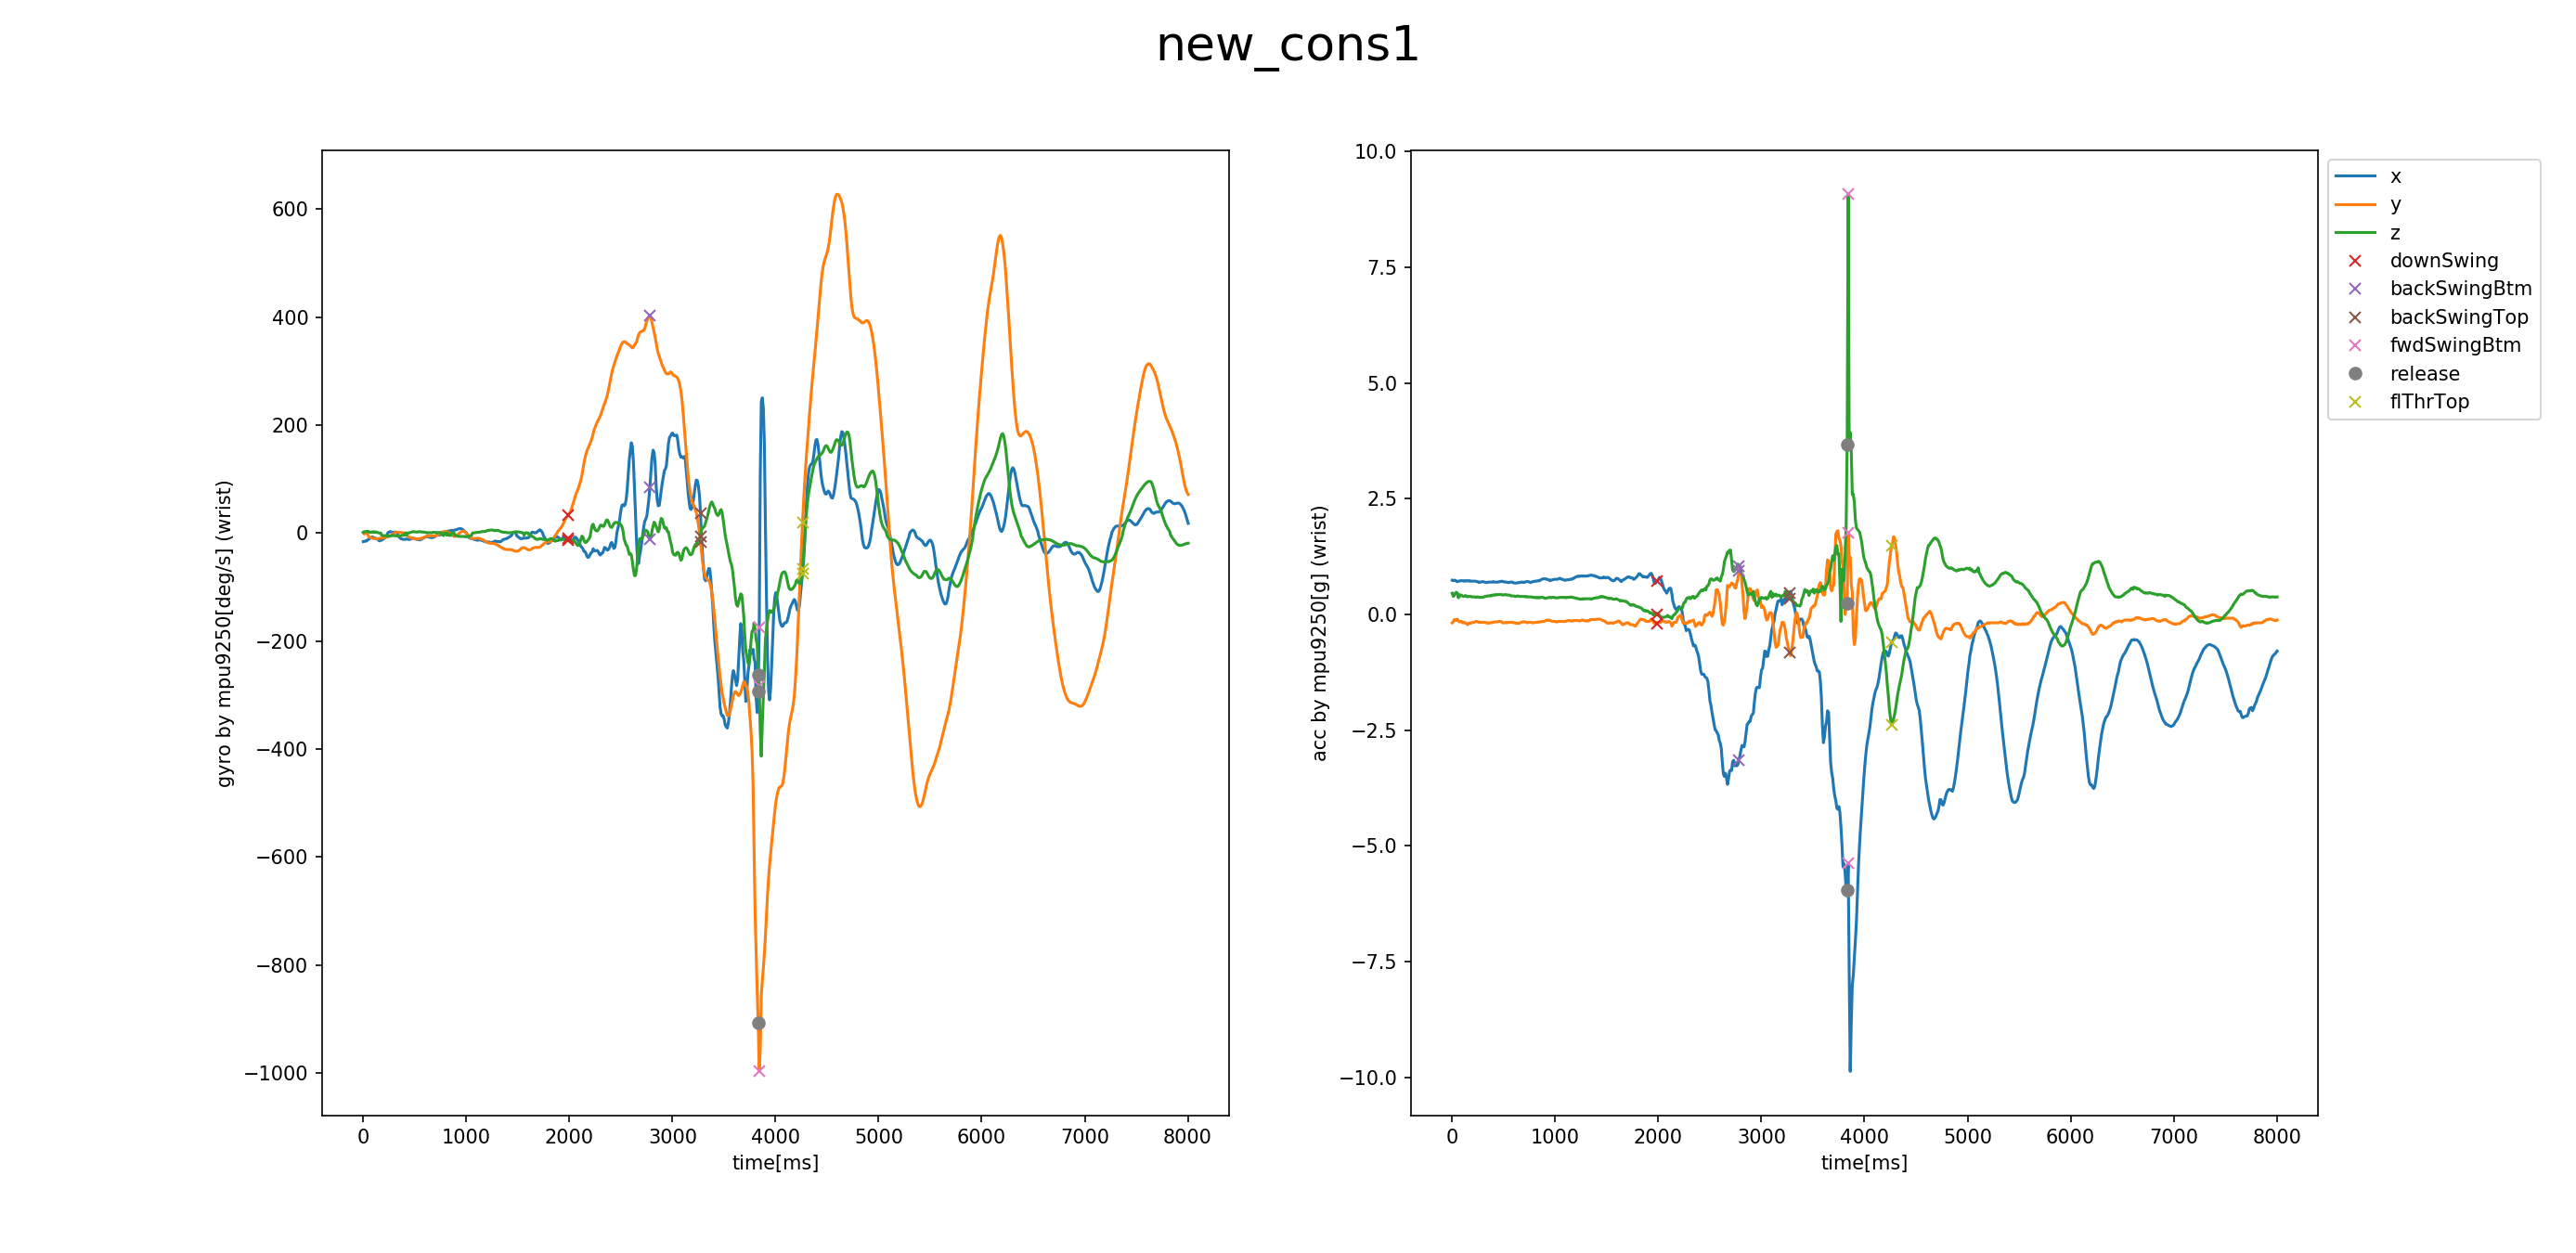 new_cons1
gyro by mpu9250[deg/s] (wrist)
600
400
200
0
−200
−400
−600
−800
−1000
0 1000 2000 3000 4000 5000 6000 7000 8000
time[ms]
acc by mpu9250[g] (wrist)
10.0
7.5
5.0
2.5
0.0
−2.5
−5.0
−7.5
−10.0
0 1000 2000 3000 4000 5000 6000 7000 8000
time[ms]
x
y
z
downSwing
backSwingBtm
backSwingTop
fwdSwingBtm
release
flThrTop